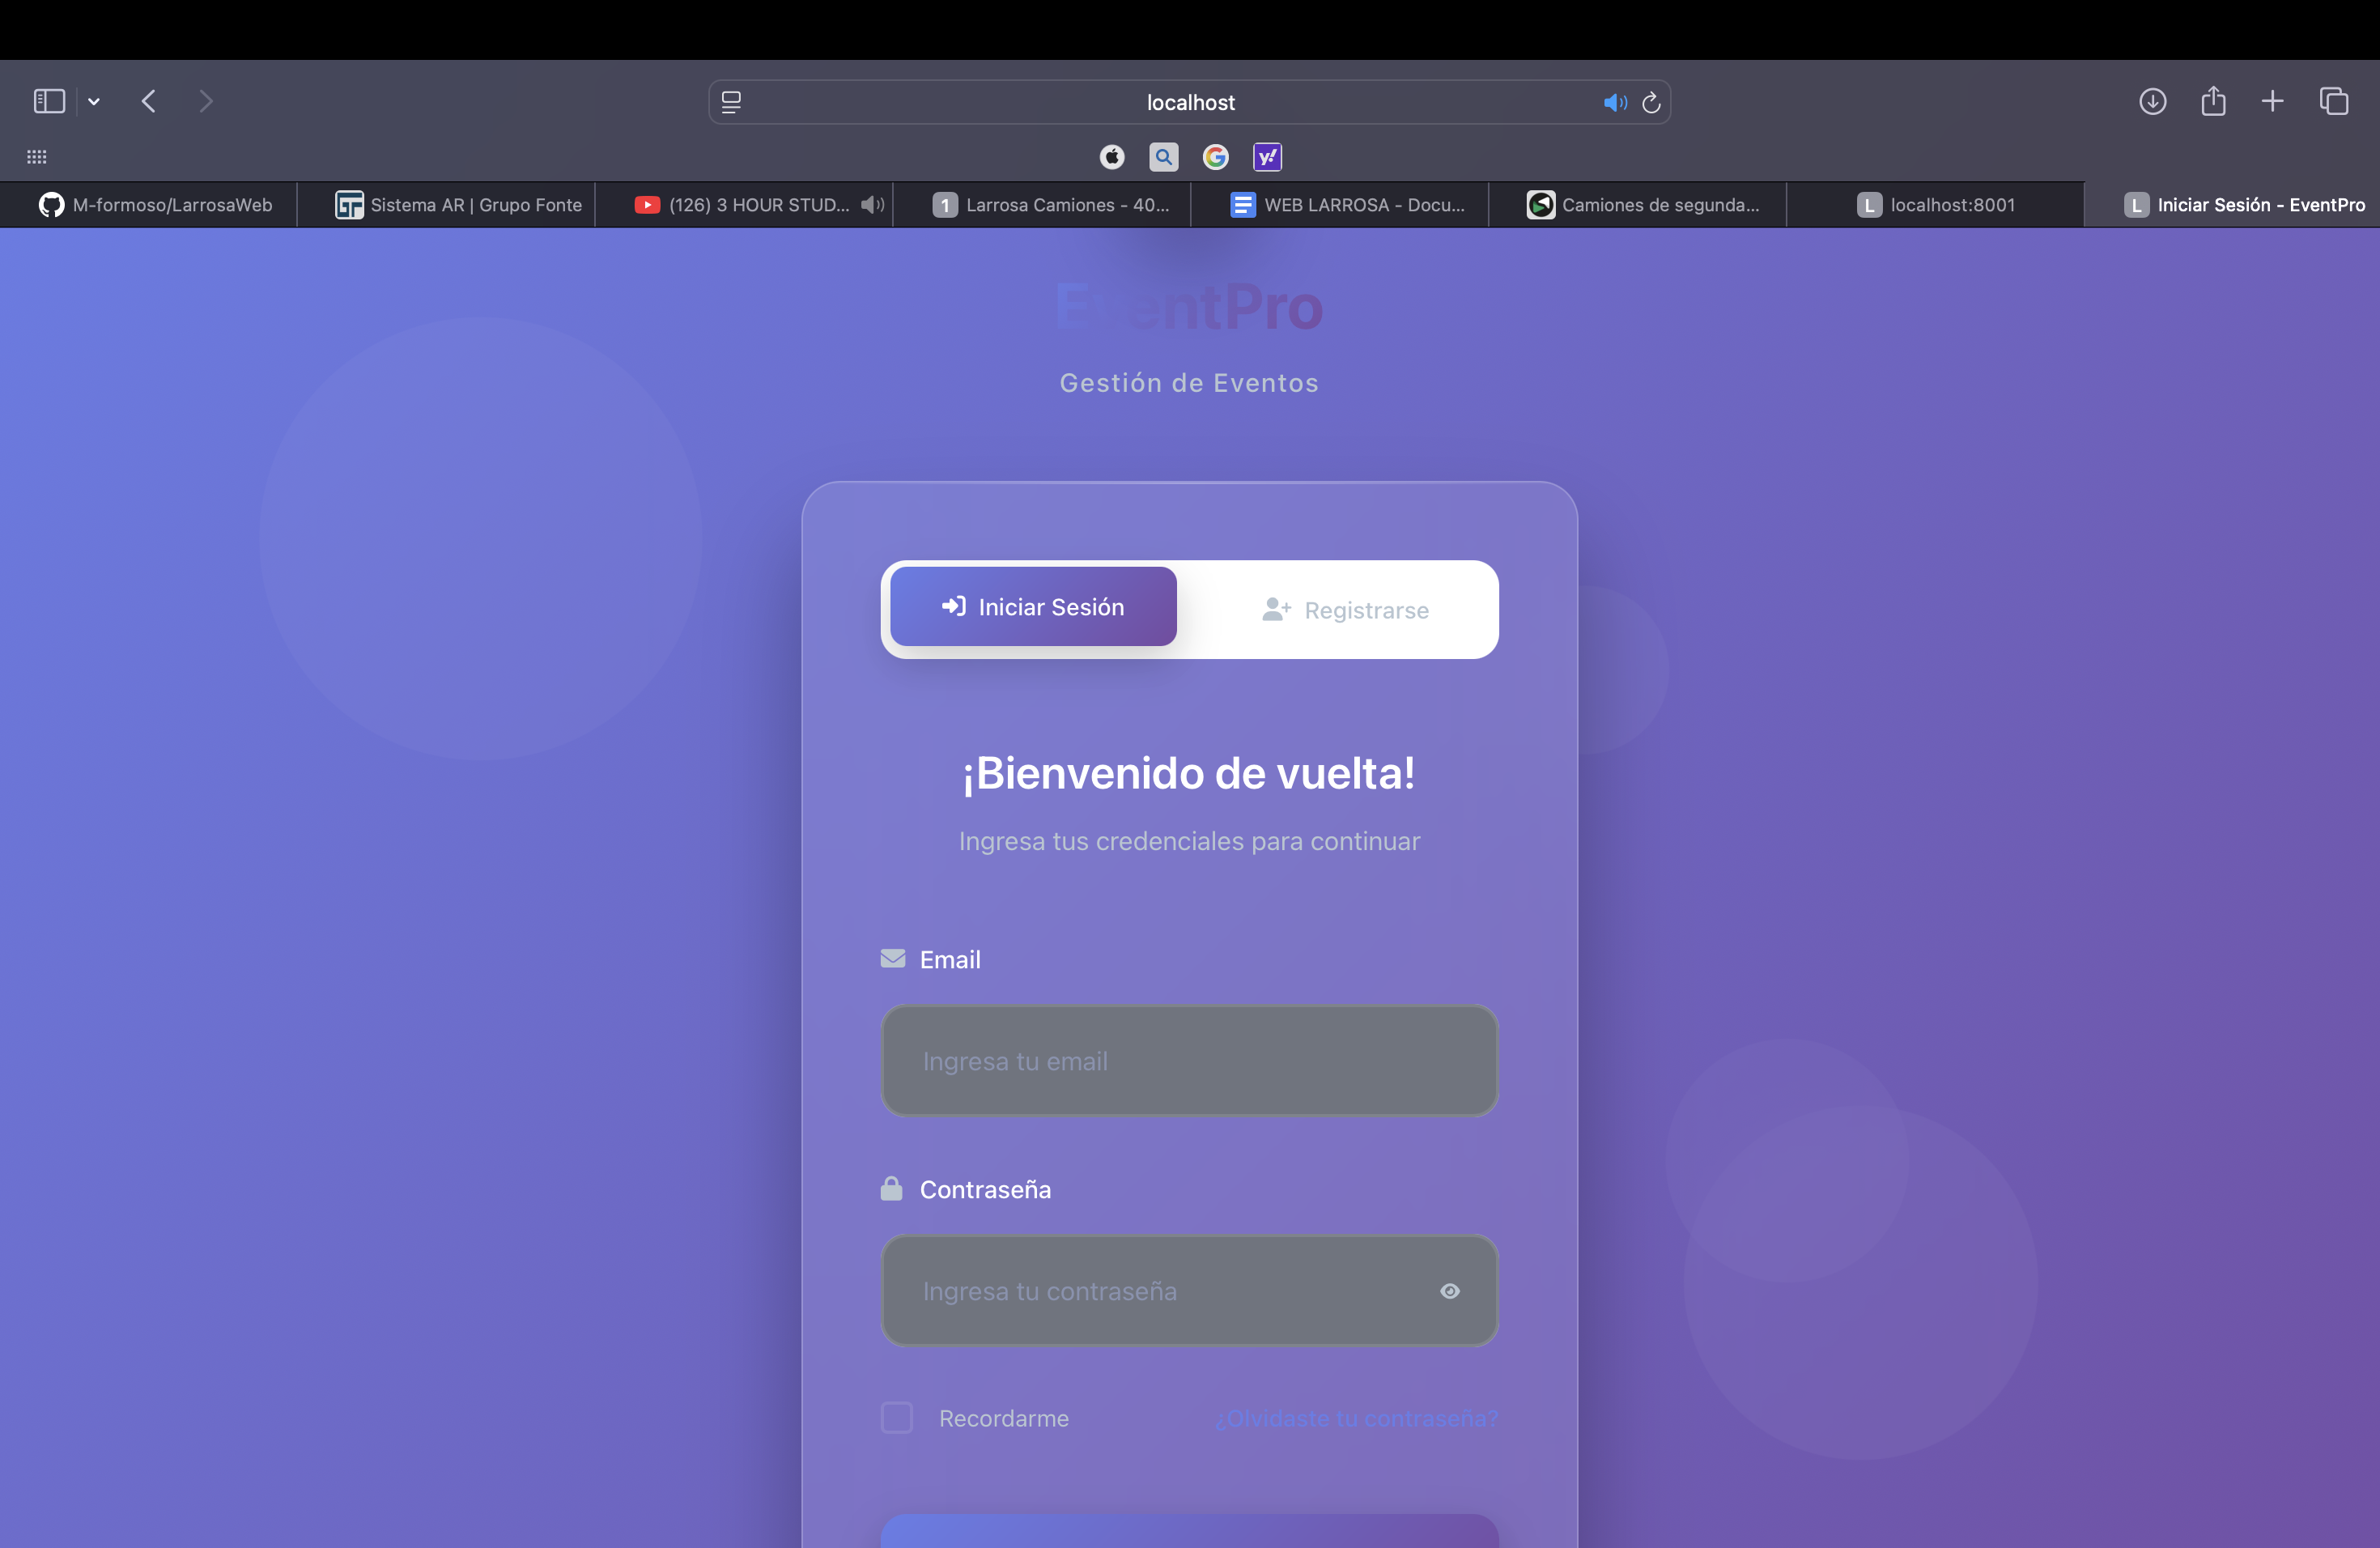 localhost
M-formoso/LarrosaWeb
Sistema AR | Grupo Fonte
(126) 3 HOUR STUD...
1 Larrosa Camiones - 40...
WEB LARROSA - Docu...
Camiones de segunda...
L localhost:8001
L Iniciar Sesión - EventPro
EventPro
Gestión de Eventos
Iniciar Sesión
Registrarse
¡Bienvenido de vuelta!
Ingresa tus credenciales para continuar
Email
Ingresa tu email
Contraseña
Ingresa tu contraseña
Recordarme
¿Olvidaste tu contraseña?